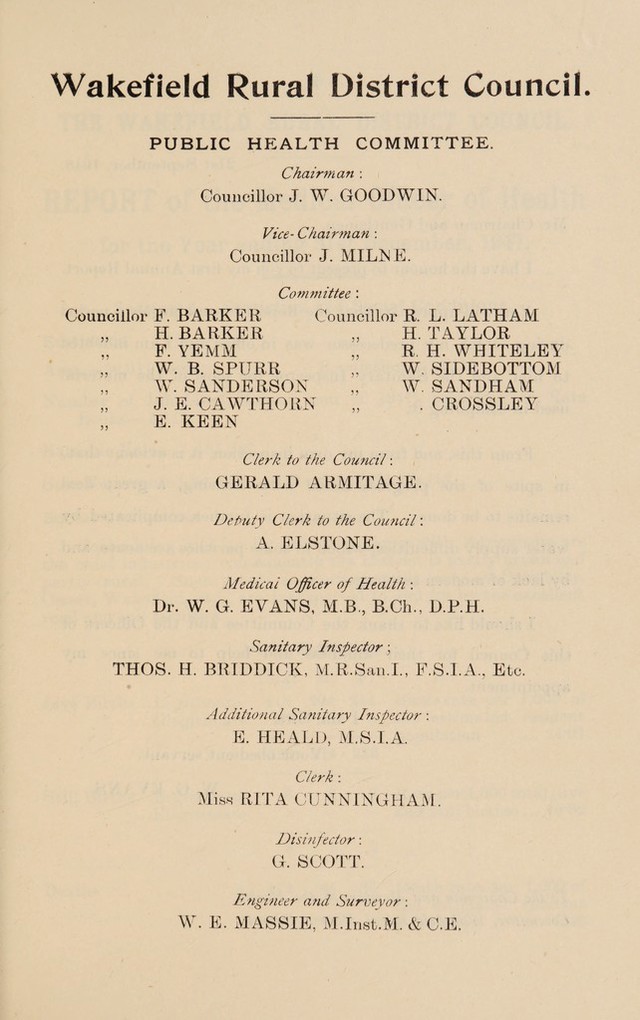 Wakefield Rural District Council.
PUBLIC HEALTH COMMITTEE.
Chairman :
Councillor J. W. GOODWIN.
Vice-Chairman :
Councillor J. MILNE.
Committee :
Councillor F. BARKER Councillor R. L. LATHAM
„ H. BARKER „ H. TAYLOR
„ F. YEMM „ R. H. WHITELEY
„ W. B. SPURR „ W. SIDEBOTTOM
„ W. SANDERSON „ W. SANDHAM
„ J. E. CAWTHORN „ . CROSSLEY
„ E. KEEN
Clerk to the Council :
GERALD ARMITAGE.
Deputy Clerk to the Council :
A. ELSTONE.
Medical Officer of Health :
Dr. W. G. EVANS, M.B., B.Ch., D.P.H.
Sanitary Inspector ;
THOS. H. BRIDDICK, M.R.San.I., F.S.I.A., Etc.
Additional Sanitary Inspector :
E. HEALD, M.S.I.A.
Clerk :
Miss RITA CUNNINGHAM.
Disinfector :
G. SCOTT.
Engineer and Surveyor :
W. E. MASSIE, M.Inst.M. & C.E.